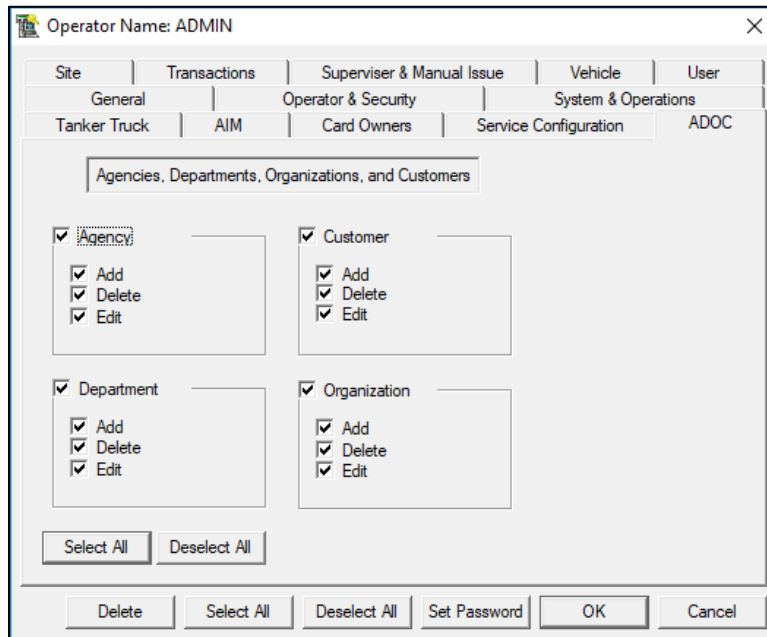 Operator Name: ADMIN
Site Transactions Superviser & Manual Issue Vehicle User
General Operator & Security System & Operations
Tanker Truck AIM Card Owners Service Configuration ADOC
Agencies, Departments, Organizations, and Customers
Agency
Add
Delete
Edit
Customer
Add
Delete
Edit
Department
Add
Delete
Edit
Organization
Add
Delete
Edit
Select All Deselect All
Delete Select All Deselect All Set Password OK Cancel